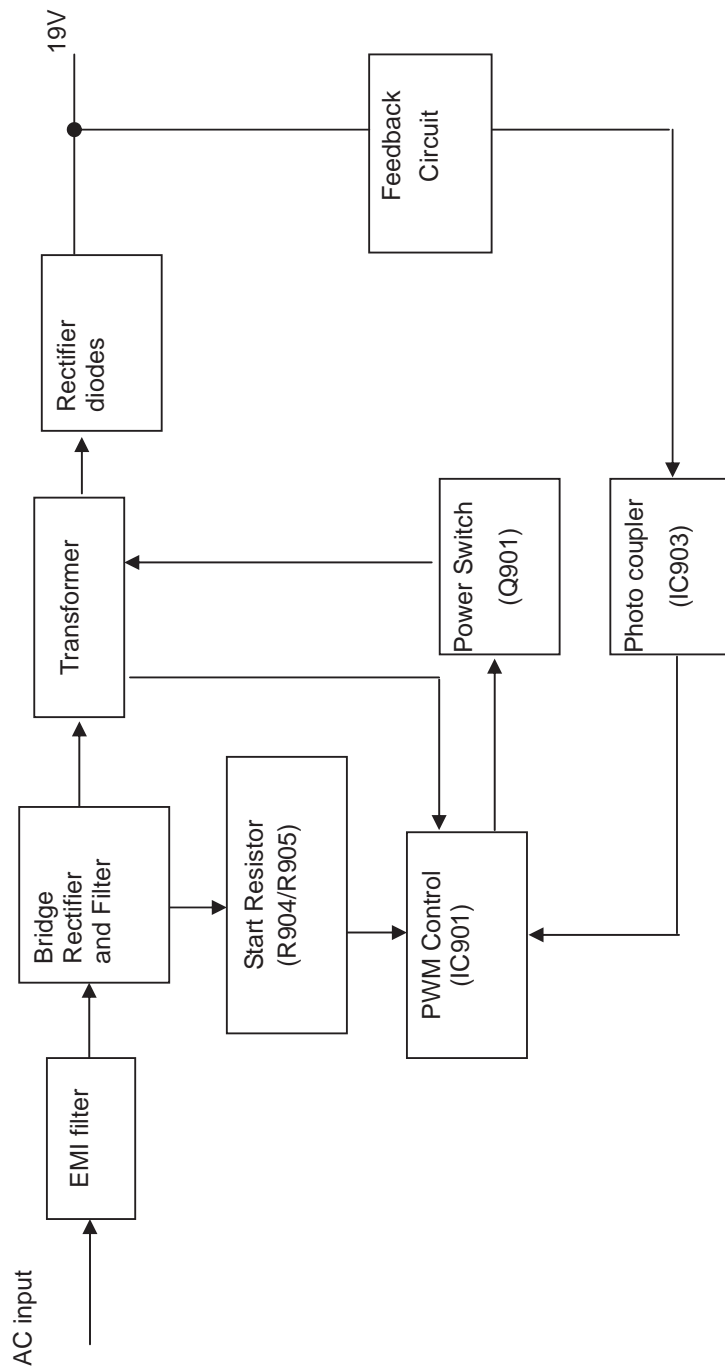 AC input
EMI filter
Bridge
Rectifier
and Filter
Transformer
Rectifier
diodes
19V
Start Resistor
(R904/R905)
PWM Control
(IC901)
Power Switch
(Q901)
Feedback
Circuit
Photo coupler
(IC903)